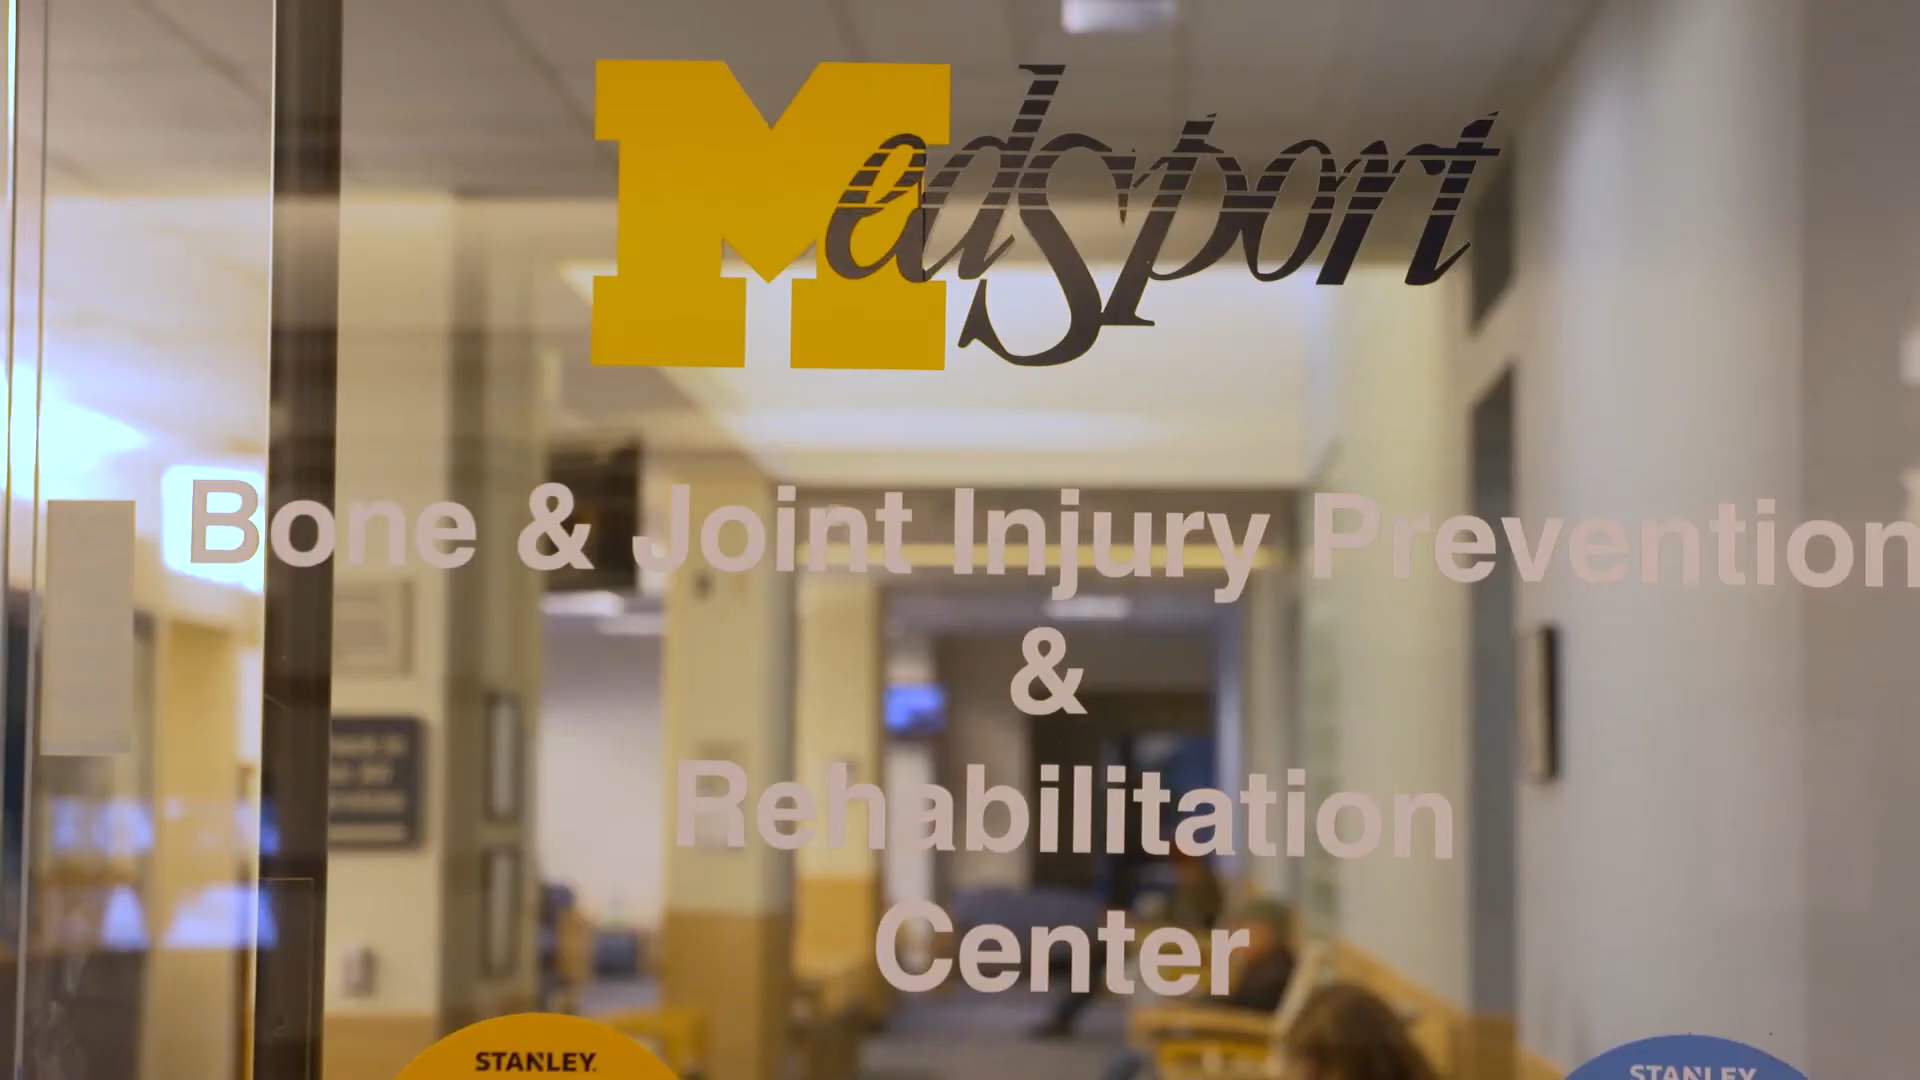 Medsport
Bone & Joint Injury Prevention
&
Rehabilitation
Center
STANLEY.
STANLEY